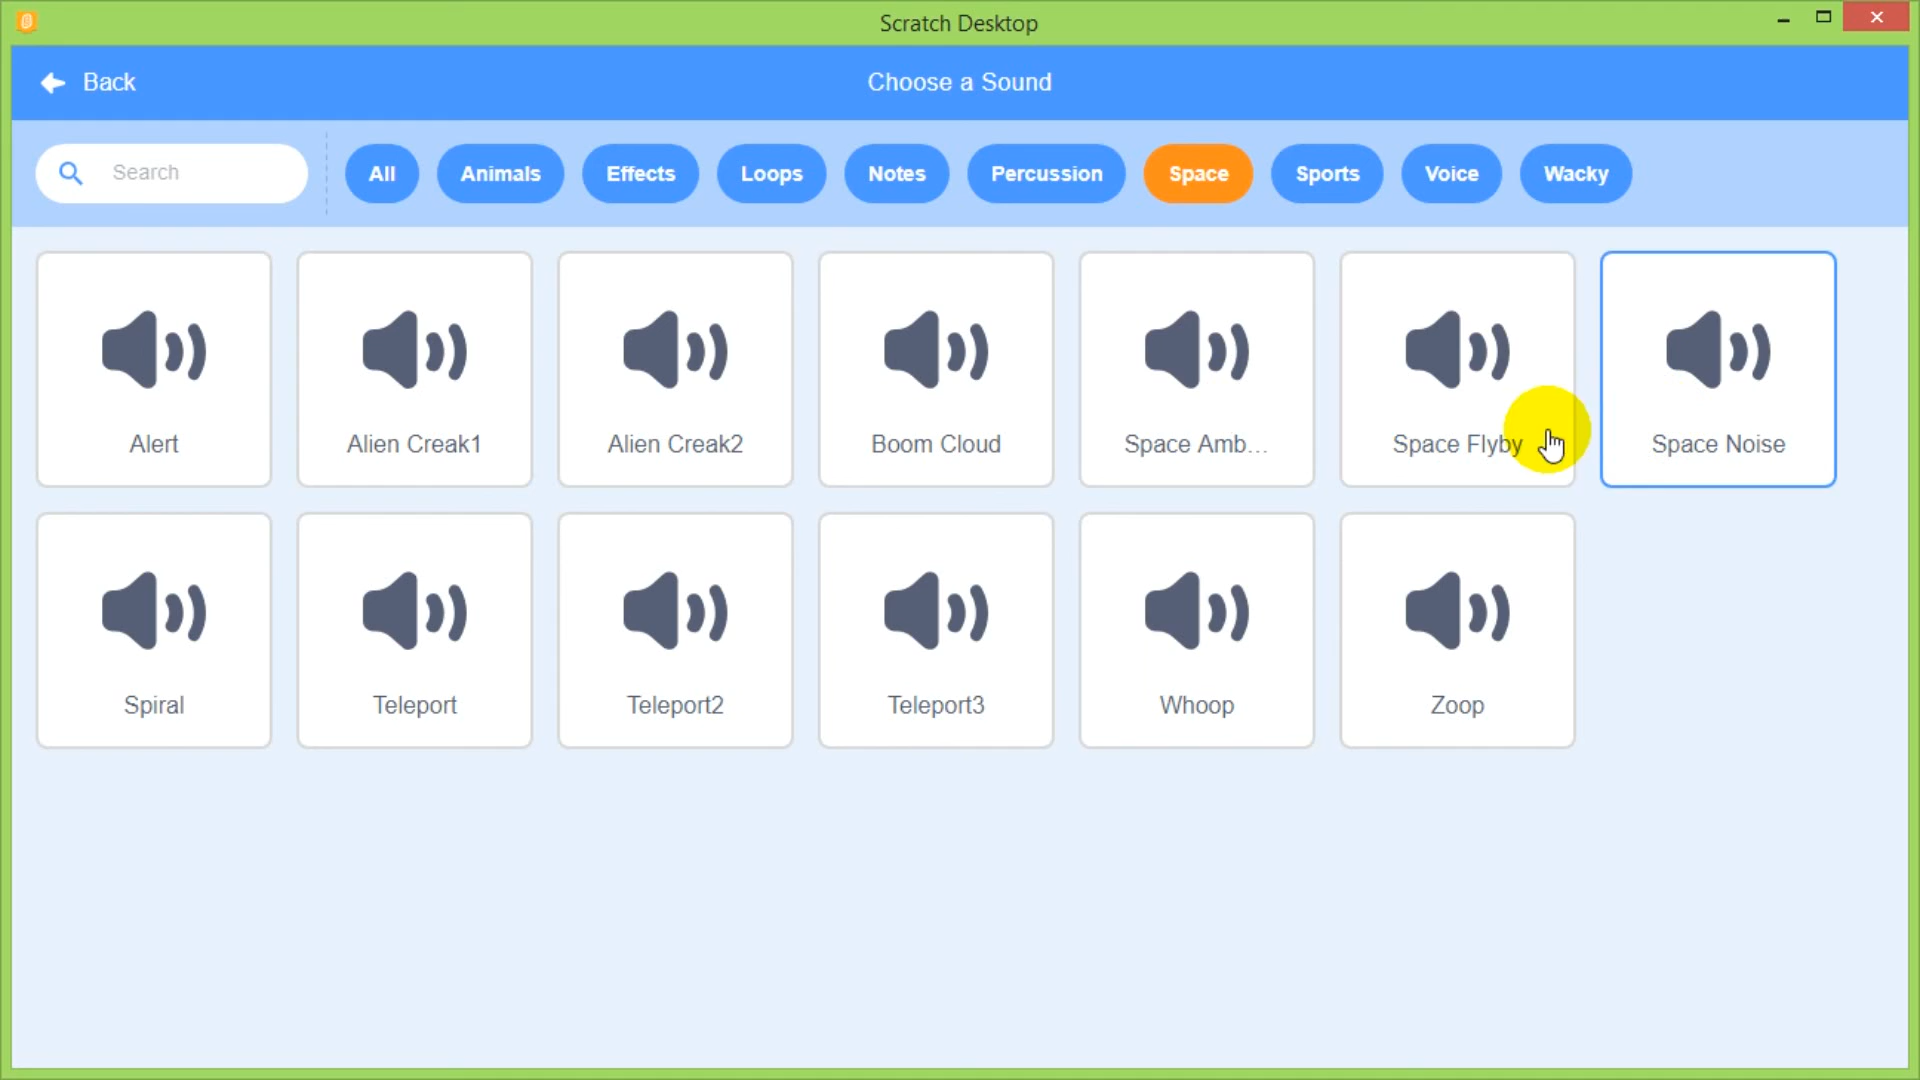 Scratch Desktop
Back
Choose a Sound
Search
All
Animals
Effects
Loops
Notes
Percussion
Space
Sports
Voice
Wacky
Alert
Alien Creak1
Alien Creak2
Boom Cloud
Space Amb...
Space Flyby
Space Noise
Spiral
Teleport
Teleport2
Teleport3
Whoop
Zoop